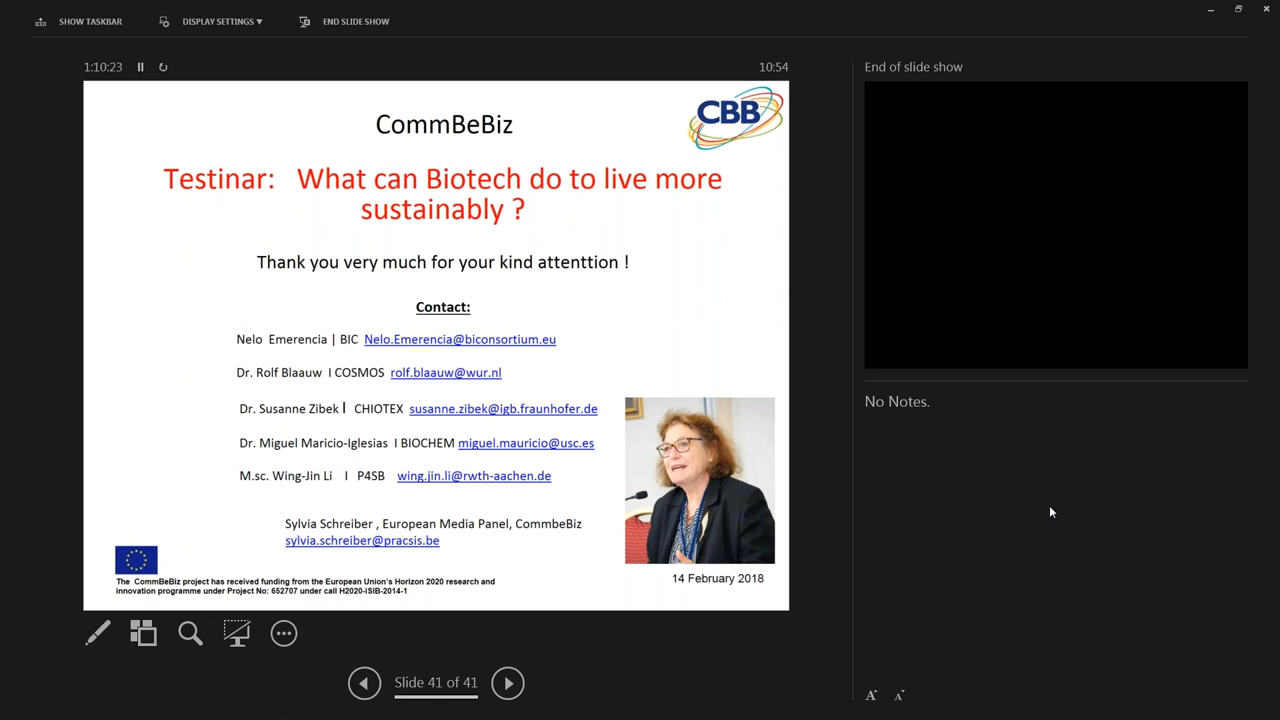 SHOW TASKBAR DISPLAY SETTINGS ▼ END SLIDE SHOW
1:10:23 10:54 End of slide show
CBB
CommBeBiz
Testinar: What can Biotech do to live more
sustainably ?
Thank you very much for your kind attenttion !
Contact:
Nelo Emerencia | BIC Nelo.Emerencia@biconsortium.eu
Dr. Rolf Blaauw I COSMOS rolf.blaauw@wur.nl
Dr. Susanne Zibek I CHIOTEX susanne.zibek@igb.fraunhofer.de
Dr. Miguel Maricio-Iglesias I BIOCHEM miguel.mauricio@usc.es
M.sc. Wing-Jin Li I P4SB wing.jin.li@rwth-aachen.de
Sylvia Schreiber , European Media Panel, CommbeBiz
sylvia.schreiber@pracsis.be
14 February 2018
The CommBeBiz project has received funding from the European Union's Horizon 2020 research and
innovation programme under Project No: 652707 under call H2020-ISIB-2014-1
Slide 41 of 41
No Notes.
A A